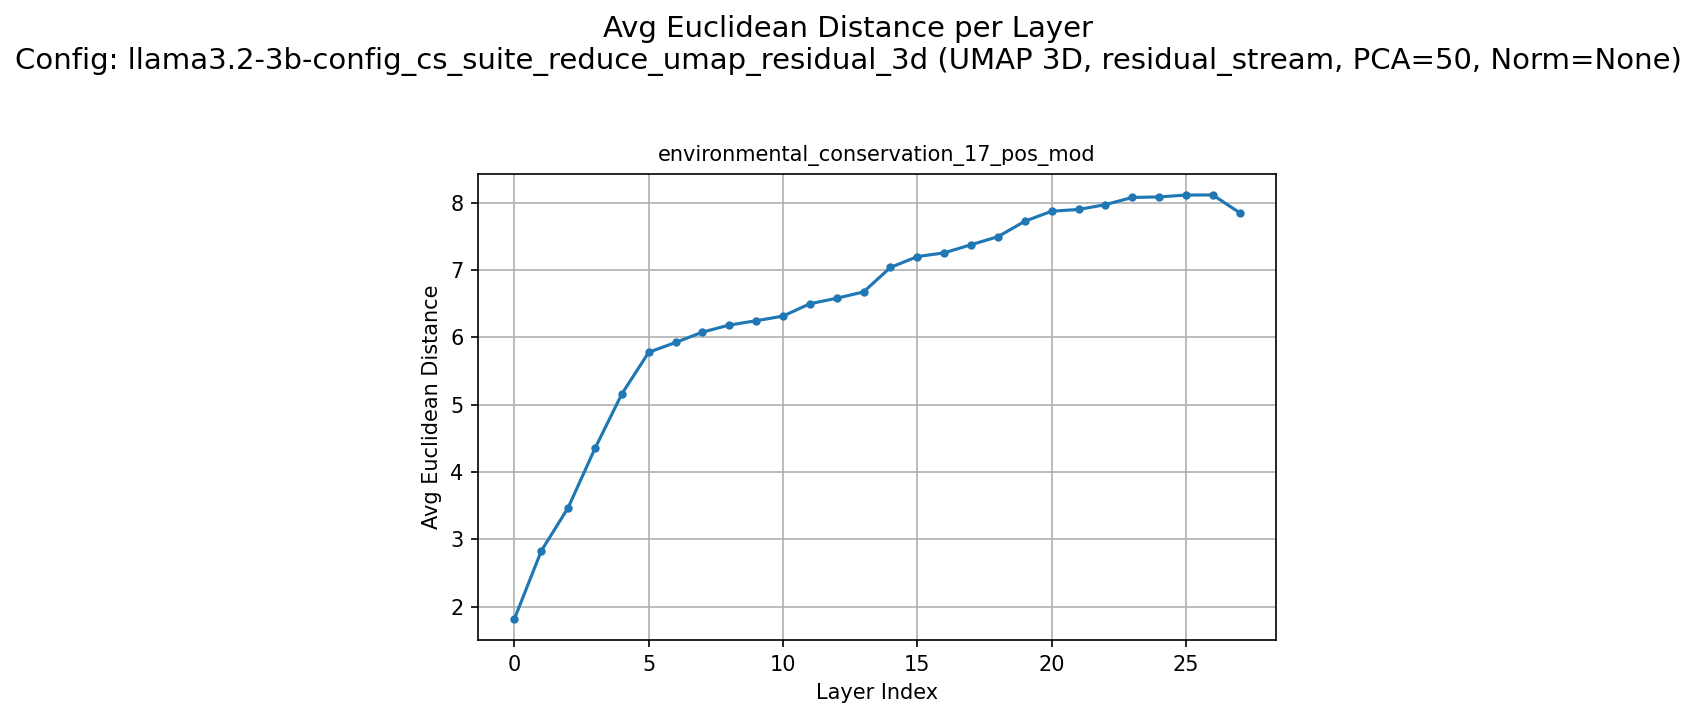 Avg Euclidean Distance per Layer
Config: llama3.2-3b-config_cs_suite_reduce_umap_residual_3d (UMAP 3D, residual_stream, PCA=50, Norm=None)
environmental_conservation_17_pos_mod
Avg Euclidean Distance
8
7
6
5
4
3
2
0 5 10 15 20 25
Layer Index